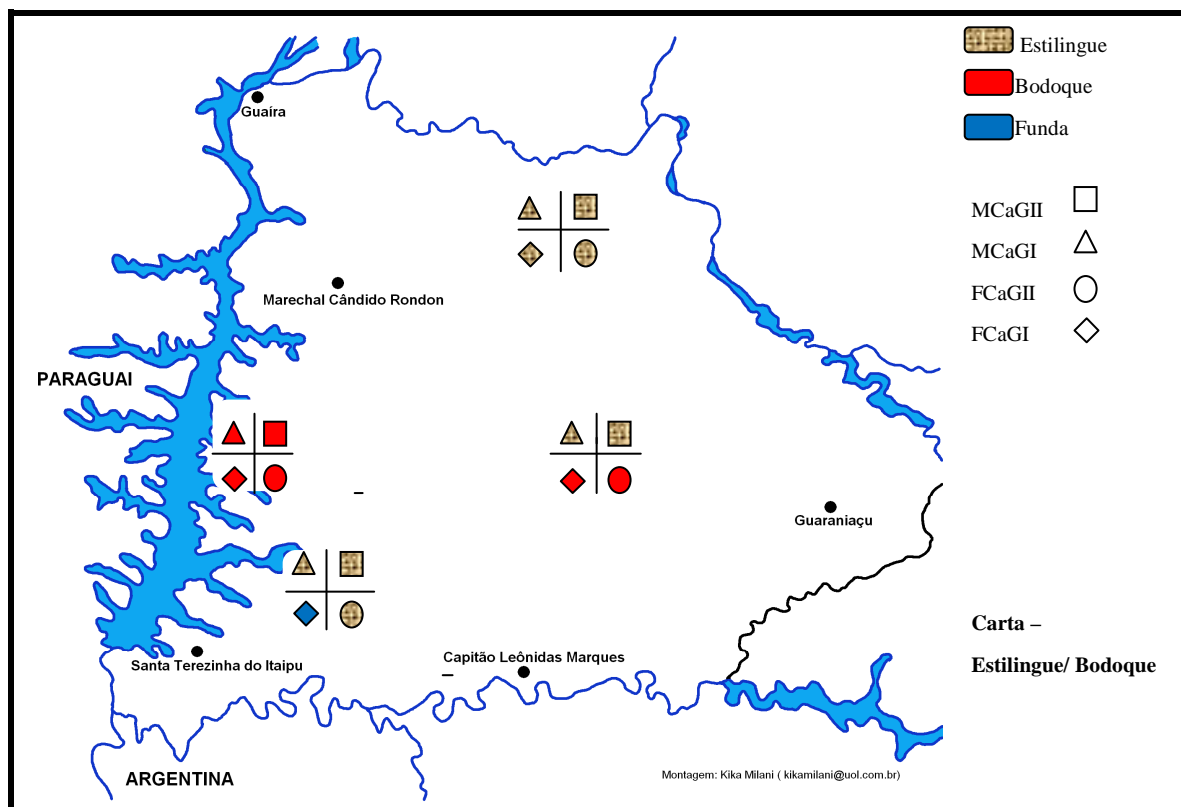 Estilingue
Bodoque
Funda
MCaGII
MCaGI
FCaGII
FCaGI
Guaíra
Marechal Cândido Rondon
PARAGUAI
Guaraniaçu
Santa Terezinha do Itaipu
Capitão Leônidas Marques
ARGENTINA
Carta –
Estilingue/ Bodoque
Montagem: Kika Milani ( kikamilani@uol.com.br)